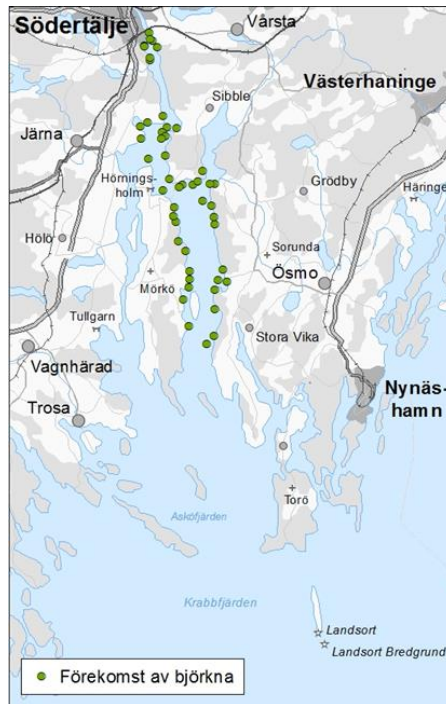 Södertälje
Vårsta
Västerhaninge
Sibble
Järna
Hörnings-
holm
Grödby
Häringe
Hölö
Sorunda
Mörkö
Ösmo
Tullgarn
Stora Vika
Vagnhärad
Nynäs-
hamn
Trosa
Torö
Asköfjärden
Krabbfjärden
Landsort
Landsort Bredgrund
Förekomst av björkna